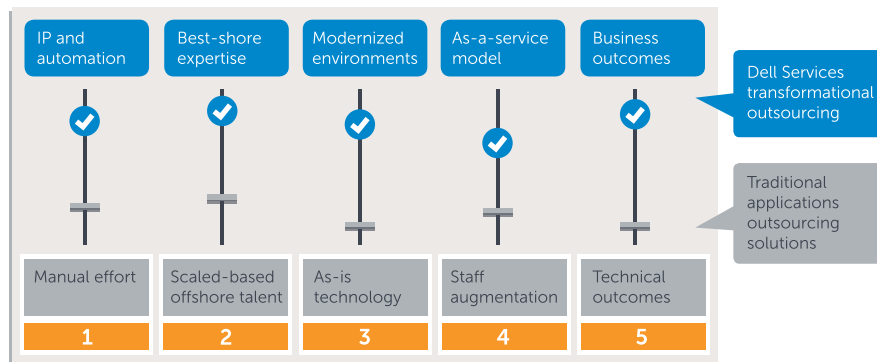 IP and
automation
Best-shore
expertise
Modernized
environments
As-a-service
model
Business
outcomes
Dell Services
transformational
outsourcing
Traditional
applications
outsourcing
solutions
Manual effort
Scaled-based
offshore talent
As-is
technology
Staff
augmentation
Technical
outcomes
1
2
3
4
5